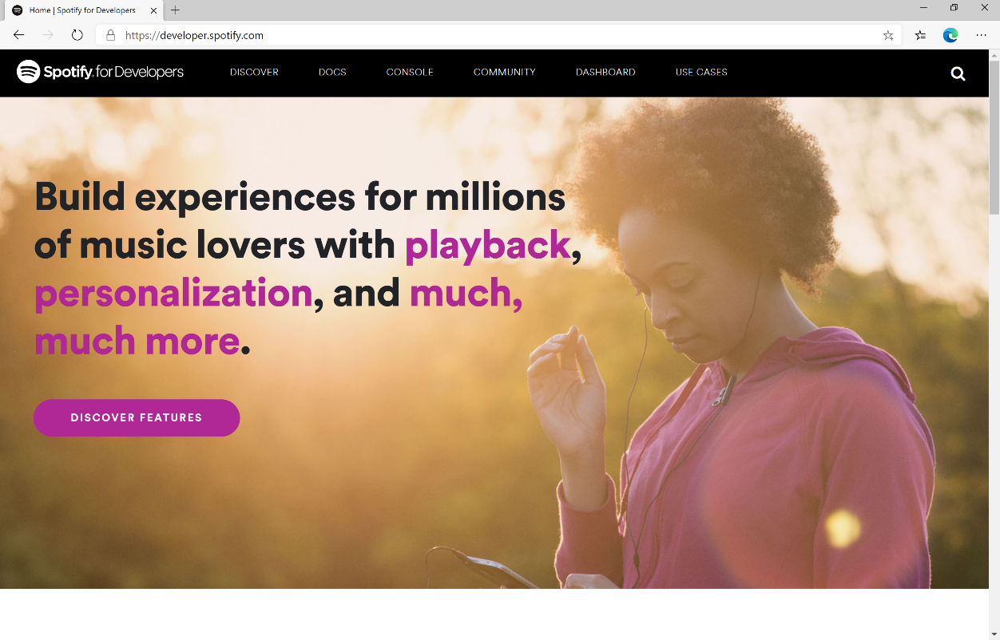 Home | Spotify for Developers
https://developer.spotify.com
Spotify for Developers
DISCOVER
DOCS
CONSOLE
COMMUNITY
DASHBOARD
USE CASES
Build experiences for millions
of music lovers with playback,
personalization, and much,
much more.
DISCOVER FEATURES